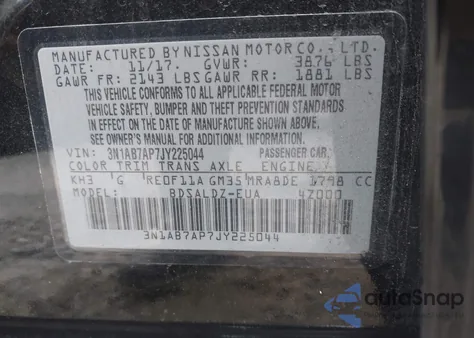 MANUFACTURED BY NISSAN MOTOR CO., LTD.
DATE: 11/17. GVWR: 3876 LBS
GAWR FR: 2143 LBS GAWR RR: 1881 LBS
THIS VEHICLE CONFORMS TO ALL APPLICABLE FEDERAL MOTOR
VEHICLE SAFETY, BUMPER AND THEFT PREVENTION STANDARDS
IN EFFECT ON THE DATE OF MANUFACTURE SHOWN ABOVE.
SEE OWNER'S MANUAL FOR ADDITIONAL INFORMATION
VIN: 3N1AB7AP7JY225044 PASSENGER CAR
COLOR TRIM TRANS AXLE ENGINE
KH3 G RE0F11A GM35 MRA8DE 1798 CC
MODEL: BDSALDZ-EUA 4Z000
3N1AB7AP7JY225044
autoSnap